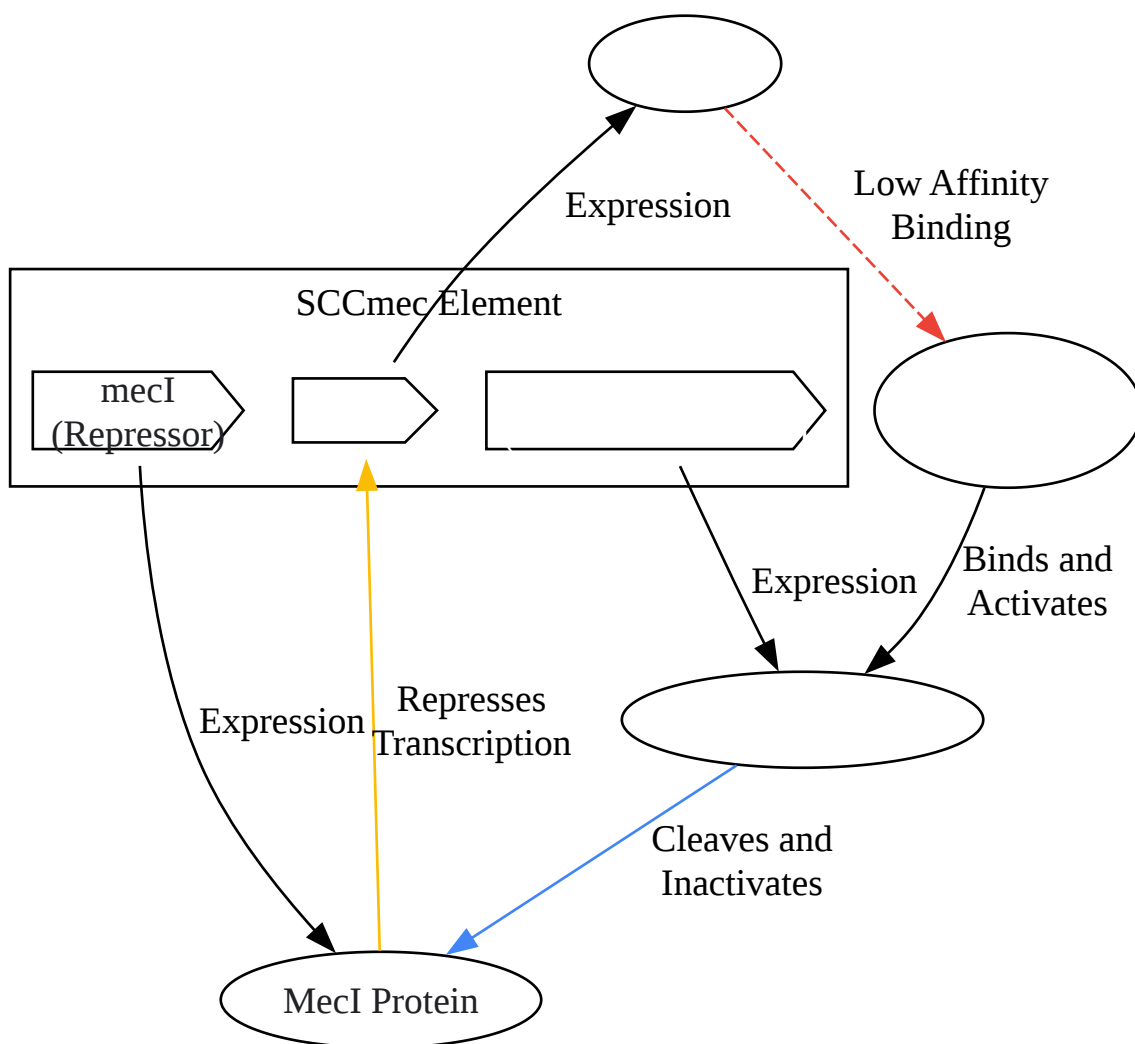 Low Affinity
Binding
Expression
SCCmec Element
mecI
(Repressor)
Expression
Binds and
Activates
Expression
Represses
Transcription
Cleaves and
Inactivates
MecI Protein